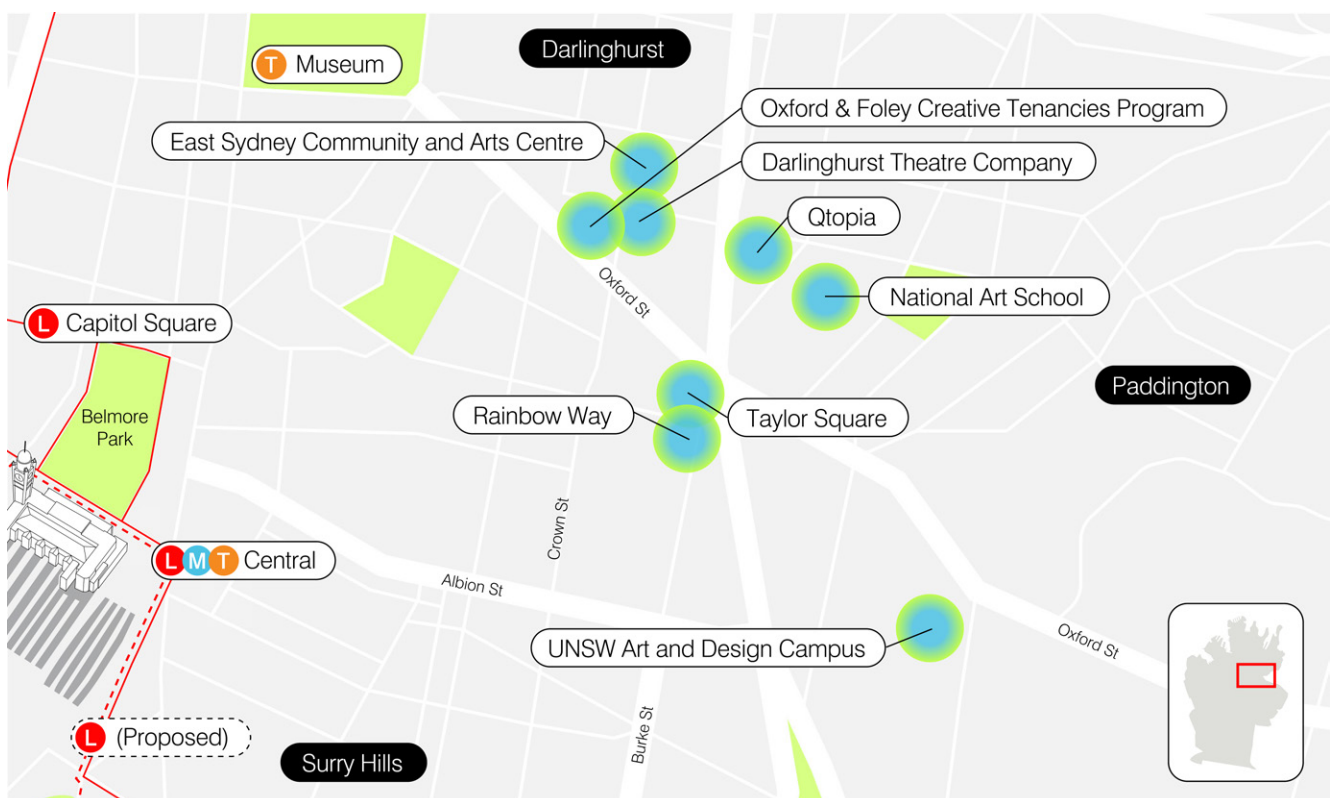 Darlinghurst
T Museum
Oxford & Foley Creative Tenancies Program
East Sydney Community and Arts Centre
Darlinghurst Theatre Company
Qtopia
Oxford St
National Art School
L Capitol Square
Paddington
Belmore
Park
Rainbow Way
Taylor Square
Crown St
L M T Central
Albion St
UNSW Art and Design Campus
Oxford St
Burke St
L (Proposed)
Surry Hills